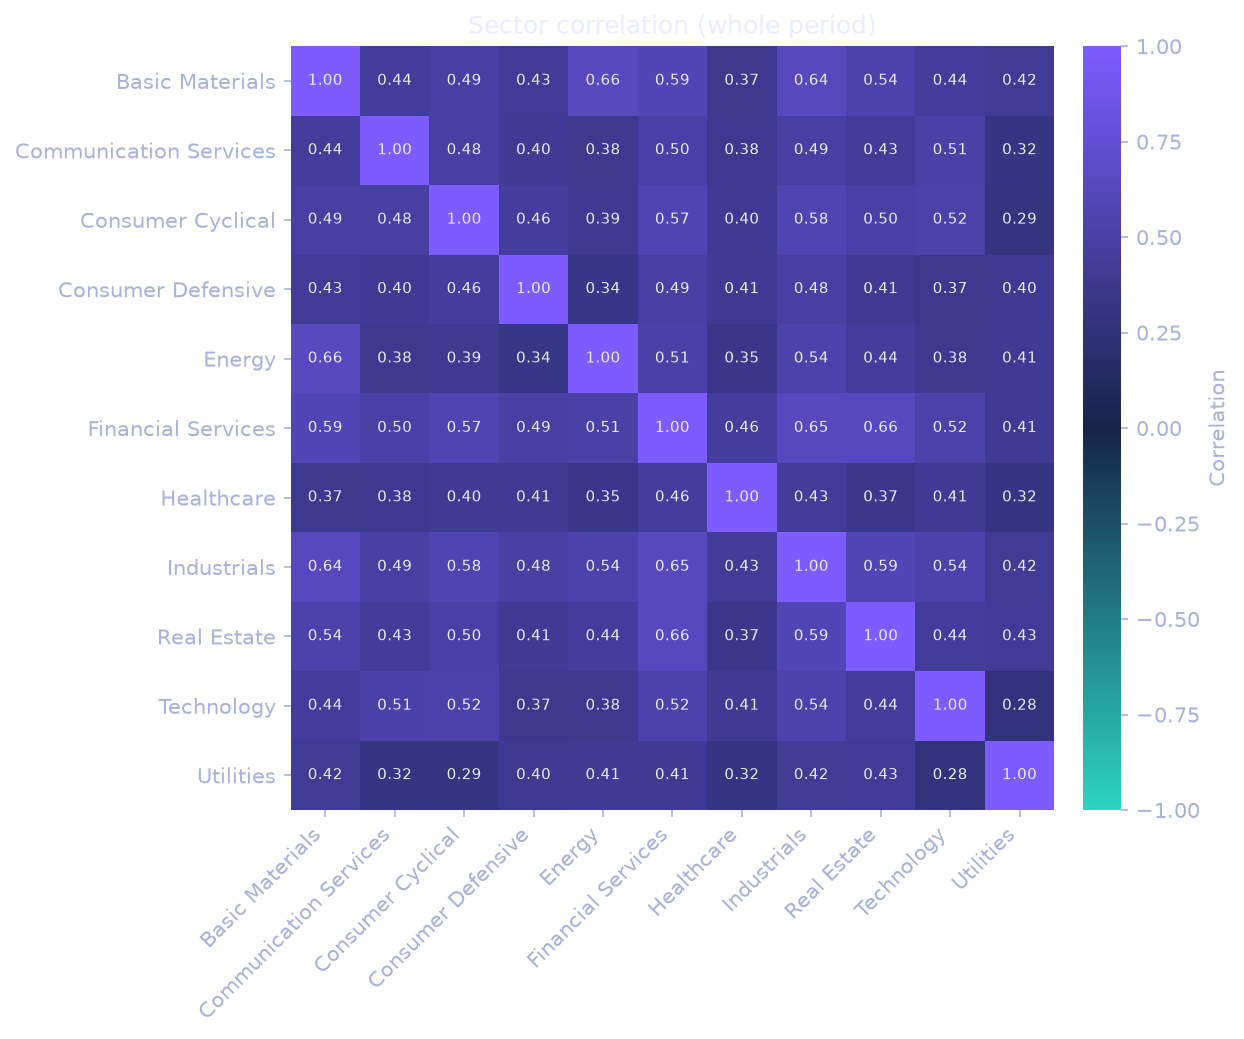 Sector correlation (whole period)
Basic Materials 1.00 0.44 0.49 0.43 0.66 0.59 0.37 0.64 0.54 0.44 0.42
Communication Services 0.44 1.00 0.48 0.40 0.38 0.50 0.38 0.49 0.43 0.51 0.32
Consumer Cyclical 0.49 0.48 1.00 0.46 0.39 0.57 0.40 0.58 0.50 0.52 0.29
Consumer Defensive 0.43 0.40 0.46 1.00 0.34 0.49 0.41 0.48 0.41 0.37 0.40
Energy 0.66 0.38 0.39 0.34 1.00 0.51 0.35 0.54 0.44 0.38 0.41
Financial Services 0.59 0.50 0.57 0.49 0.51 1.00 0.46 0.65 0.66 0.52 0.41
Healthcare 0.37 0.38 0.40 0.41 0.35 0.46 1.00 0.43 0.37 0.41 0.32
Industrials 0.64 0.49 0.58 0.48 0.54 0.65 0.43 1.00 0.59 0.54 0.42
Real Estate 0.54 0.43 0.50 0.41 0.44 0.66 0.37 0.59 1.00 0.44 0.43
Technology 0.44 0.51 0.52 0.37 0.38 0.52 0.41 0.54 0.44 1.00 0.28
Utilities 0.42 0.32 0.29 0.40 0.41 0.41 0.32 0.42 0.43 0.28 1.00
Basic Materials
Communication Services
Consumer Cyclical
Consumer Defensive
Energy
Financial Services
Healthcare
Industrials
Real Estate
Technology
Utilities
1.00
0.75
0.50
0.25
0.00
−0.25
−0.50
−0.75
−1.00
Correlation